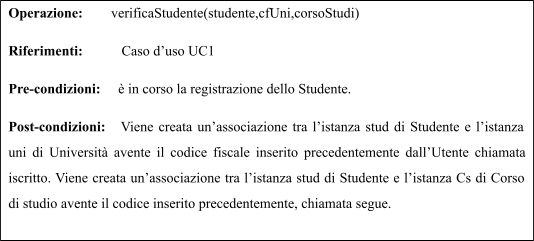 Operazione: verificaStudente(studente,cfUni,corsoStudi)
Riferimenti: Caso d’uso UC1
Pre-condizioni: è in corso la registrazione dello Studente.
Post-condizioni: Viene creata un’associazione tra l’istanza stud di Studente e l’istanza
uni di Università avente il codice fiscale inserito precedentemente dall’Utente chiamata
iscritto. Viene creata un’associazione tra l’istanza stud di Studente e l’istanza Cs di Corso
di studio avente il codice inserito precedentemente, chiamata segue.